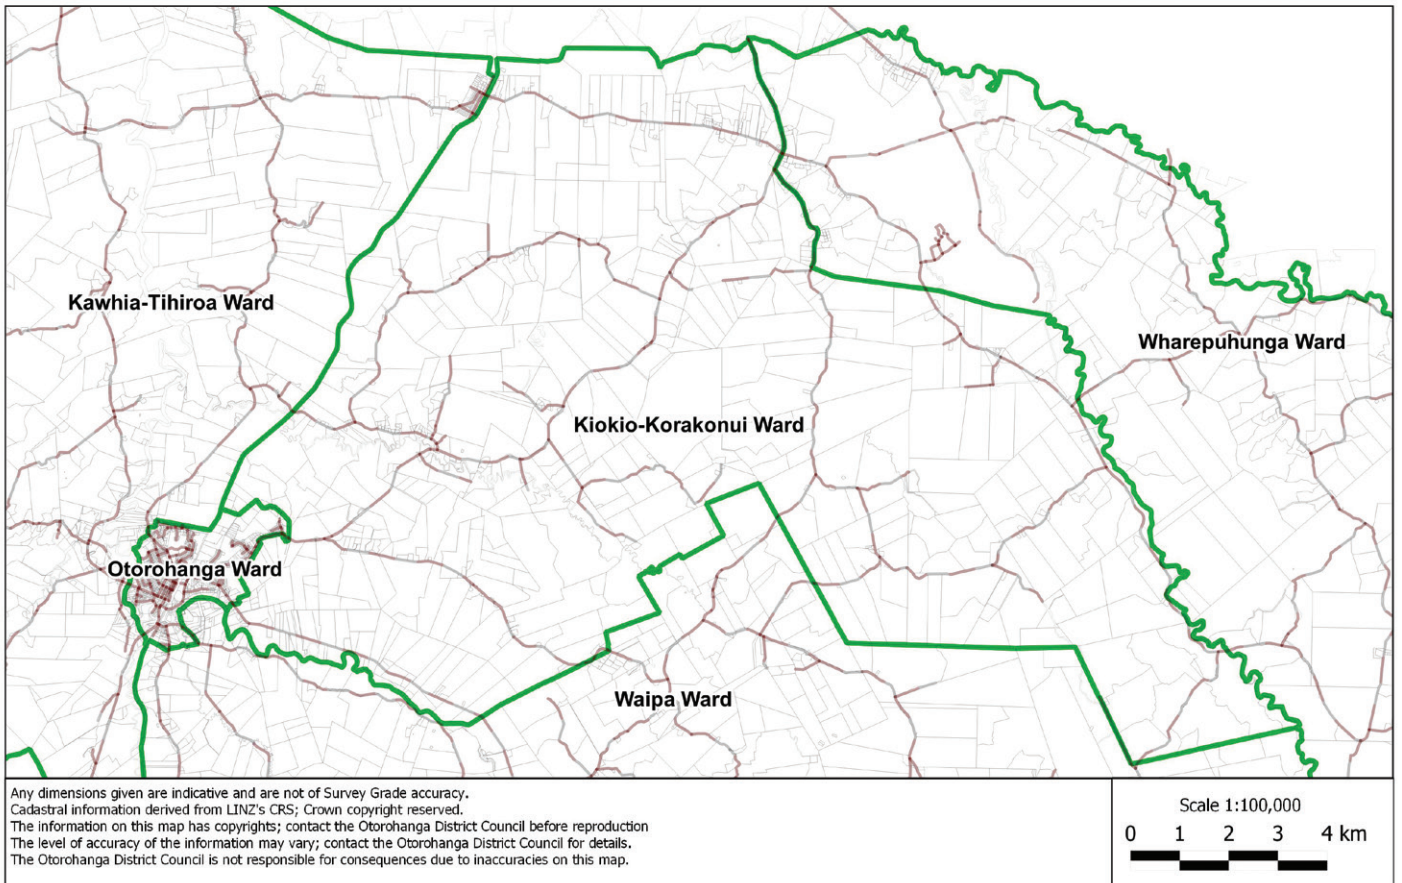 Kawhia-Tihiroa Ward
Wharepuhunga Ward
Kiokio-Korakonui Ward
Otorohanga Ward
Waipa Ward
Any dimensions given are indicative and are not of Survey Grade accuracy.
Cadastral information derived from LINZ's CRS; Crown copyright reserved.
The information on this map has copyrights; contact the Otorohanga District Council before reproduction
The level of accuracy of the information may vary; contact the Otorohanga District Council for details.
The Otorohanga District Council is not responsible for consequences due to inaccuracies on this map.
Scale 1:100,000
0 1 2 3 4 km